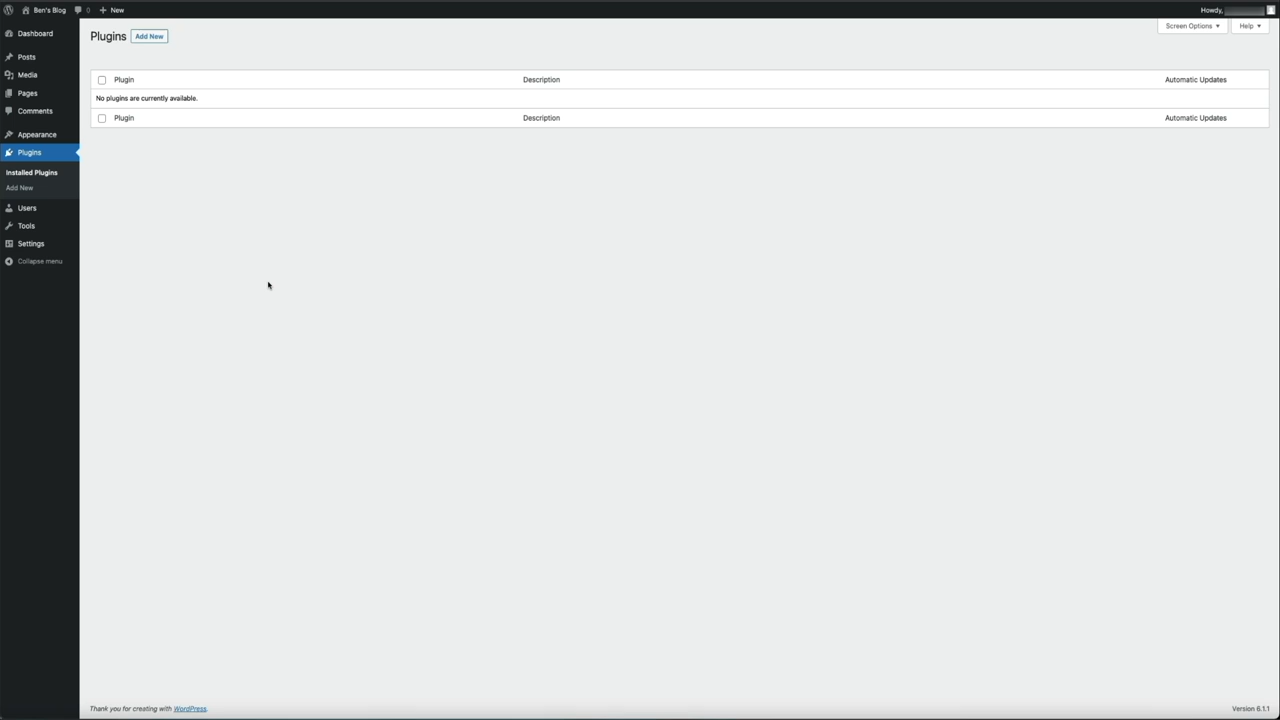 Ben's Blog 0 New Howdy,
Screen Options ▼ Help ▼
Dashboard
Posts
Media
Pages
Comments
Appearance
Plugins
Installed Plugins
Add New
Users
Tools
Settings
Collapse menu
Plugins Add New
Plugin Description Automatic Updates
No plugins are currently available.
Plugin Description Automatic Updates
Thank you for creating with WordPress.
Version 6.1.1